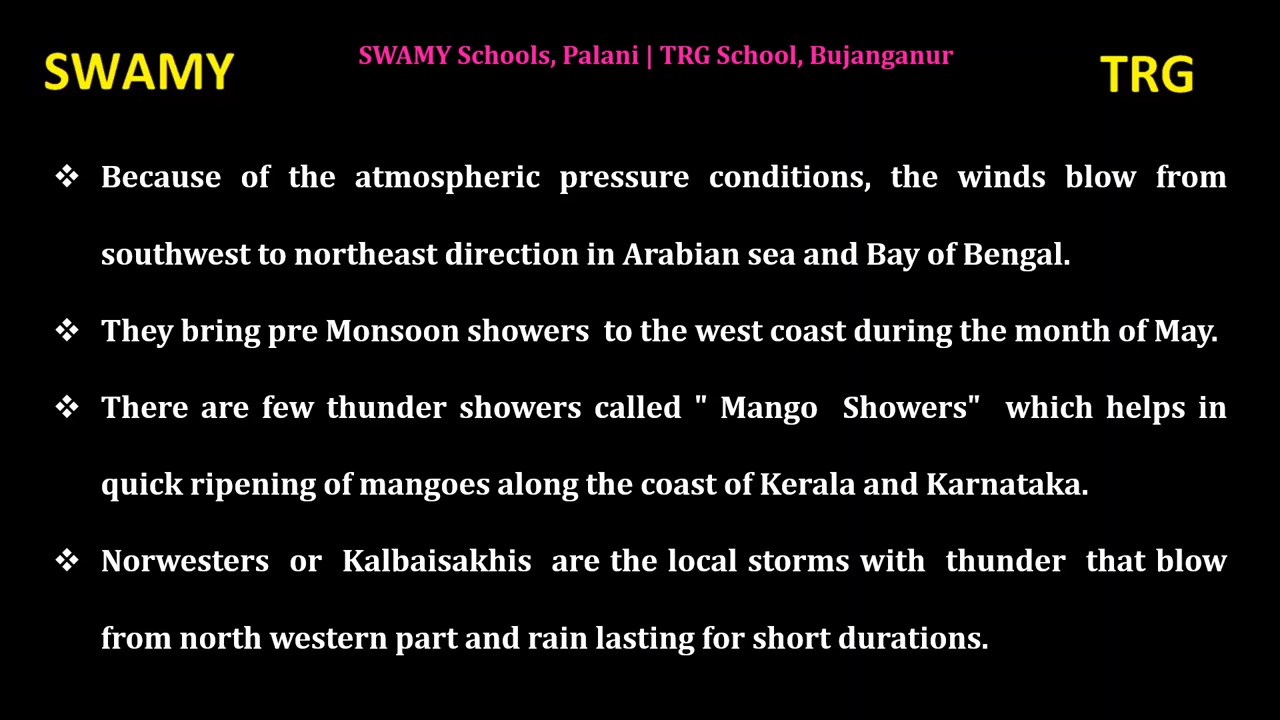 SWAMY
SWAMY Schools, Palani | TRG School, Bujanganur
TRG
❖ Because of the atmospheric pressure conditions, the winds blow from
southwest to northeast direction in Arabian sea and Bay of Bengal.
❖ They bring pre Monsoon showers to the west coast during the month of May.
❖ There are few thunder showers called " Mango Showers" which helps in
quick ripening of mangoes along the coast of Kerala and Karnataka.
❖ Norwesters or Kalbaisakhis are the local storms with thunder that blow
from north western part and rain lasting for short durations.